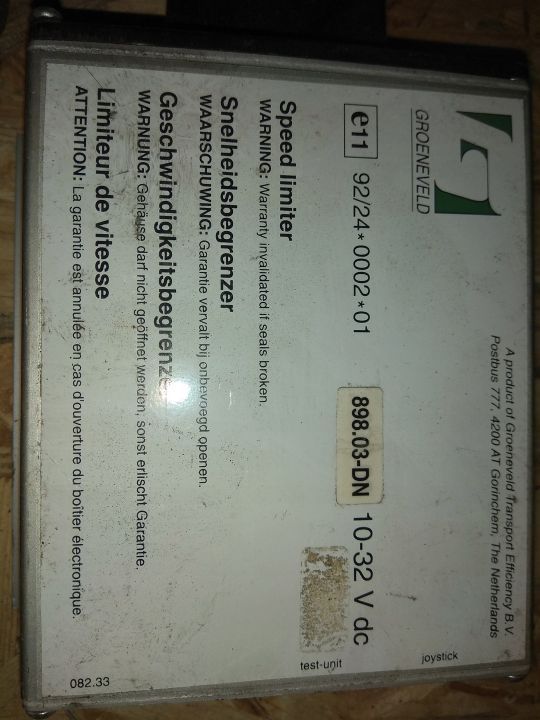 GROENEVELD
A product of Groeneveld Transport Efficiency B.V.
Postbus 777, 4200 AT Gorinchem, The Netherlands
joystick
e11 92/24*0002*01 898.03-DN 10-32 V dc
test-unit
Speed limiter
WARNING: Warranty invalidated if seals broken.
Snelheidsbegrenzer
WAARSCHUWING: Garantie vervalt bij onbevoegd openen.
Geschwindigkeitsbegrenzer
WARNUNG: Gehäuse darf nicht geöffnet werden, sonst erlischt Garantie.
Limiteur de vitesse
ATTENTION: La garantie est annulée en cas d'ouverture du boîtier électronique.
082.33